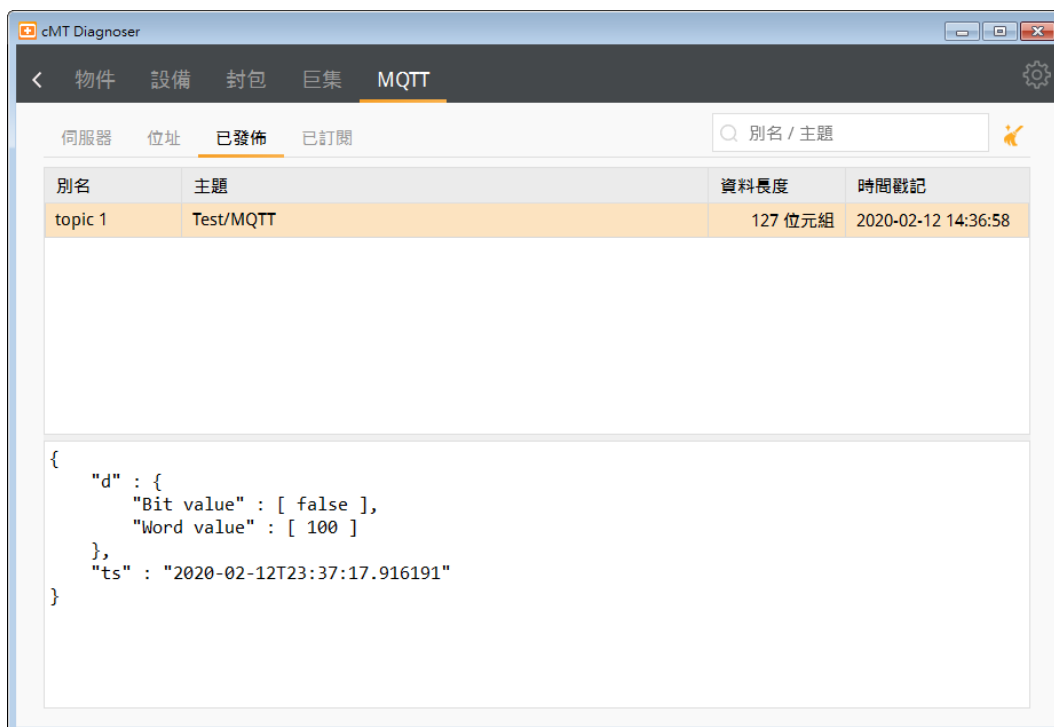 cMT Diagnoser
物件 設備 封包 巨集 MQTT
伺服器 位址 已發佈 已訂閱 別名 / 主題
別名 主題 資料長度 時間戳記
topic 1 Test/MQTT 127 位元組 2020-02-12 14:36:58
{
"d" : {
"Bit value" : [ false ],
"Word value" : [ 100 ]
},
"ts" : "2020-02-12T23:37:17.916191"
}